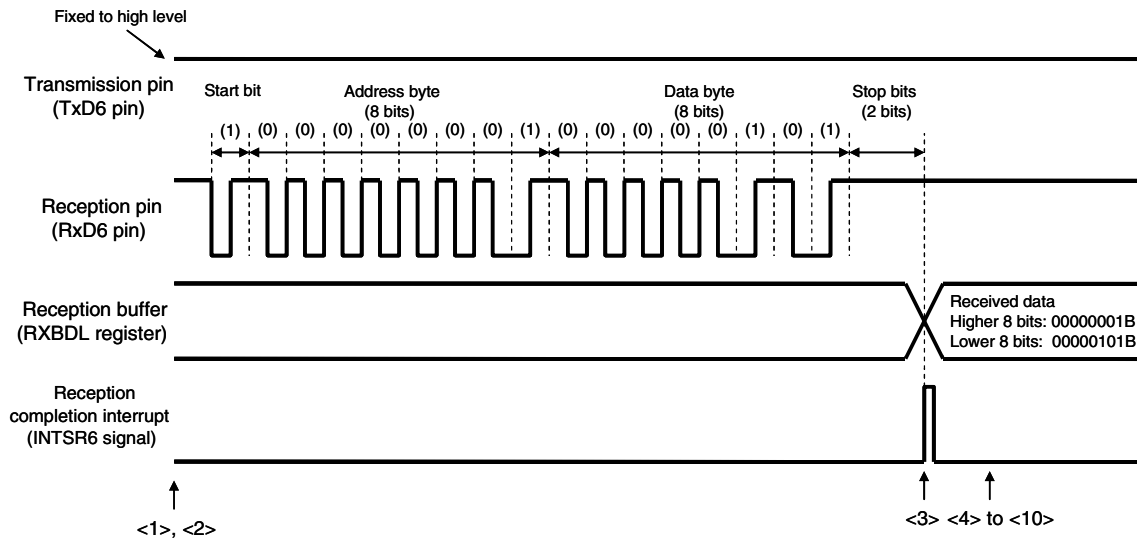 Fixed to high level
Transmission pin
(TxD6 pin)
Start bit
Address byte
(8 bits)
Data byte
(8 bits)
Stop bits
(2 bits)
(1) (0) (0) (0) (0) (0) (0) (0) (1) (0) (0) (0) (0) (0) (1) (0) (1)
Reception pin
(RxD6 pin)
Reception buffer
(RXBDL register)
Received data
Higher 8 bits: 00000001B
Lower 8 bits: 00000101B
Reception
completion interrupt
(INTSR6 signal)
<1>, <2>
<3> <4> to <10>